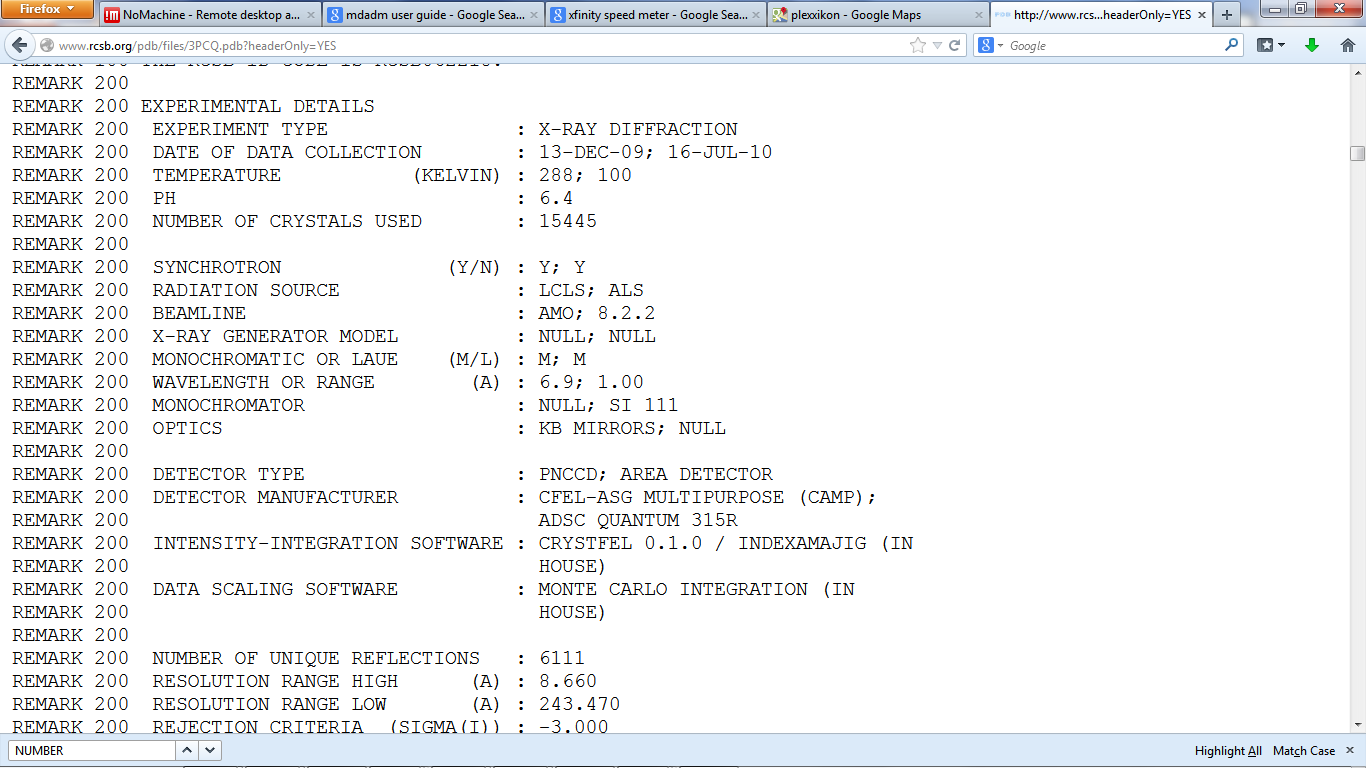 Firefox
NoMachine - Remote desktop a...
mdadm user guide - Google Sea...
xfinity speed meter - Google Sea...
plexxikon - Google Maps
http://www.rcs...headerOnly=YES
www.rcsb.org/pdb/files/3PCQ.pdb?headerOnly=YES
Google
REMARK 200
REMARK 200 EXPERIMENTAL DETAILS
REMARK 200  EXPERIMENT TYPE                : X-RAY DIFFRACTION
REMARK 200  DATE OF DATA COLLECTION        : 13-DEC-09; 16-JUL-10
REMARK 200  TEMPERATURE           (KELVIN) : 288; 100
REMARK 200  PH                             : 6.4
REMARK 200  NUMBER OF CRYSTALS USED        : 15445
REMARK 200
REMARK 200  SYNCHROTRON              (Y/N) : Y; Y
REMARK 200  RADIATION SOURCE               : LCLS; ALS
REMARK 200  BEAMLINE                       : AMO; 8.2.2
REMARK 200  X-RAY GENERATOR MODEL          : NULL; NULL
REMARK 200  MONOCHROMATIC OR LAUE    (M/L) : M; M
REMARK 200  WAVELENGTH OR RANGE        (A) : 6.9; 1.00
REMARK 200  MONOCHROMATOR                  : NULL; SI 111
REMARK 200  OPTICS                         : KB MIRRORS; NULL
REMARK 200
REMARK 200  DETECTOR TYPE                  : PNCCD; AREA DETECTOR
REMARK 200  DETECTOR MANUFACTURER          : CFEL-ASG MULTIPURPOSE (CAMP);
REMARK 200                                   ADSC QUANTUM 315R
REMARK 200  INTENSITY-INTEGRATION SOFTWARE : CRYSTFEL 0.1.0 / INDEXAMAJIG (IN
REMARK 200                                   HOUSE)
REMARK 200  DATA SCALING SOFTWARE          : MONTE CARLO INTEGRATION (IN
REMARK 200                                   HOUSE)
REMARK 200
REMARK 200  NUMBER OF UNIQUE REFLECTIONS   : 6111
REMARK 200  RESOLUTION RANGE HIGH      (A) : 8.660
REMARK 200  RESOLUTION RANGE LOW       (A) : 243.470
REMARK 200  REJECTION CRITERIA  (SIGMA(I)) : -3.000
NUMBER
Highlight All
Match Case